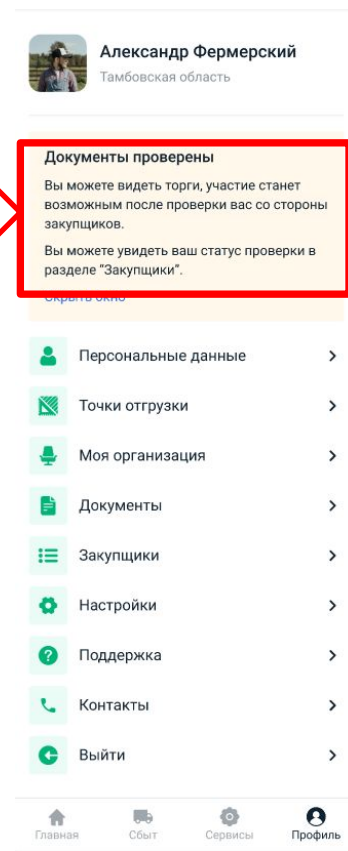 Александр Фермерский
Тамбовская область
Документы проверены
Вы можете видеть торги, участие станет
возможным после проверки вас со стороны
закупщиков.
Вы можете увидеть ваш статус проверки в
разделе “Закупщики”.
Скрыть окно
Персональные данные
Точки отгрузки
Моя организация
Документы
Закупщики
Настройки
Поддержка
Контакты
Выйти
Главная
Сбыт
Сервисы
Профиль